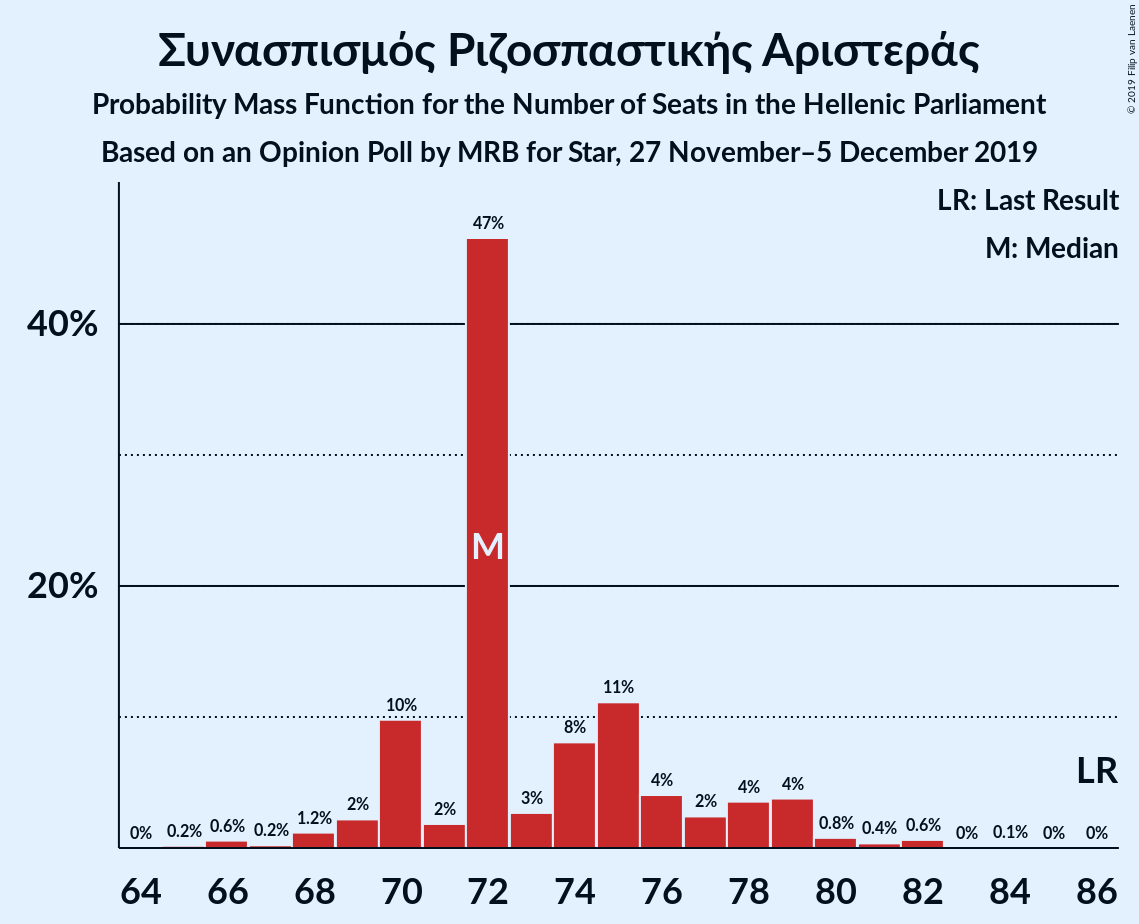 Συνασπισμός Ριζοσπαστικής Αριστεράς
Probability Mass Function for the Number of Seats in the Hellenic Parliament
Based on an Opinion Poll by MRB for Star, 27 November–5 December 2019
© 2019 Filip van Laenen
LR: Last Result
M: Median
40%
20%
0%
0.2%
0.6%
0.2%
1.2%
2%
10%
2%
47%
3%
8%
11%
4%
2%
4%
4%
0.8%
0.4%
0.6%
0%
0.1%
0%
0%
M
LR
64 66 68 70 72 74 76 78 80 82 84 86